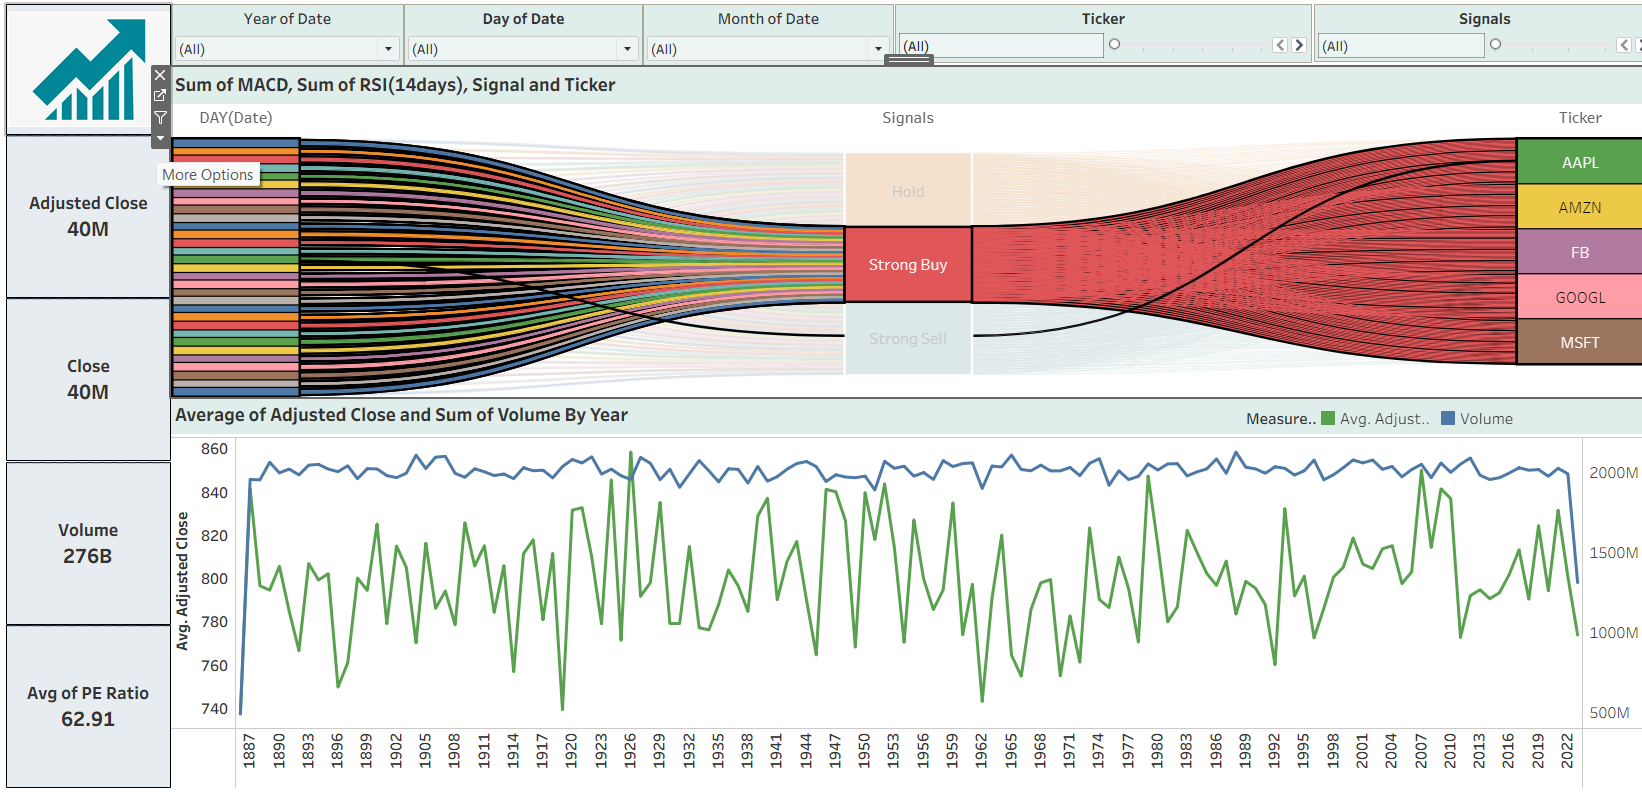 Year of Date
Day of Date
Month of Date
Ticker
Signals
(All)
(All)
(All)
(All)
(All)
Sum of MACD, Sum of RSI(14days), Signal and Ticker
DAY(Date)
Signals
Ticker
More Options
Hold
Strong Buy
Strong Sell
AAPL
AMZN
FB
GOOGL
MSFT
Adjusted Close
40M
Close
40M
Volume
276B
Avg of PE Ratio
62.91
Average of Adjusted Close and Sum of Volume By Year
Measure..
Avg. Adjust..
Volume
Avg. Adjusted Close
860
840
820
800
780
760
740
2000M
1500M
1000M
500M
1887
1890
1893
1896
1899
1902
1905
1908
1911
1914
1917
1920
1923
1926
1929
1932
1935
1938
1941
1944
1947
1950
1953
1956
1959
1962
1965
1968
1971
1974
1977
1980
1983
1986
1989
1992
1995
1998
2001
2004
2007
2010
2013
2016
2019
2022